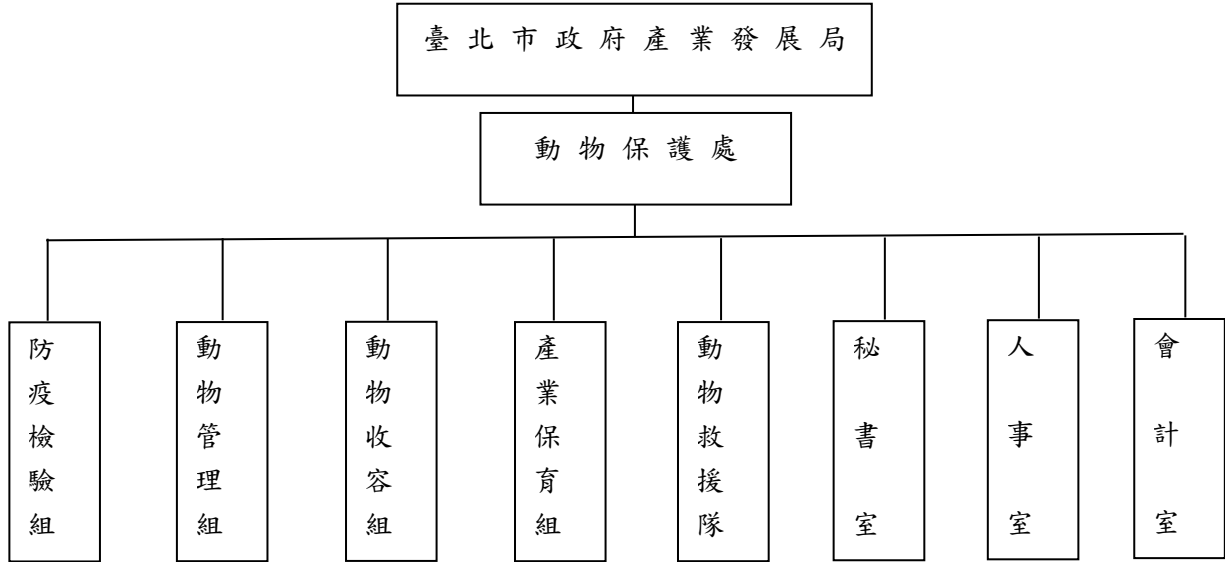 臺北市政府產業發展局
動物保護處
防疫檢驗組
動物管理組
動物收容組
產業保育組
動物救援隊
秘書室
人事室
會計室